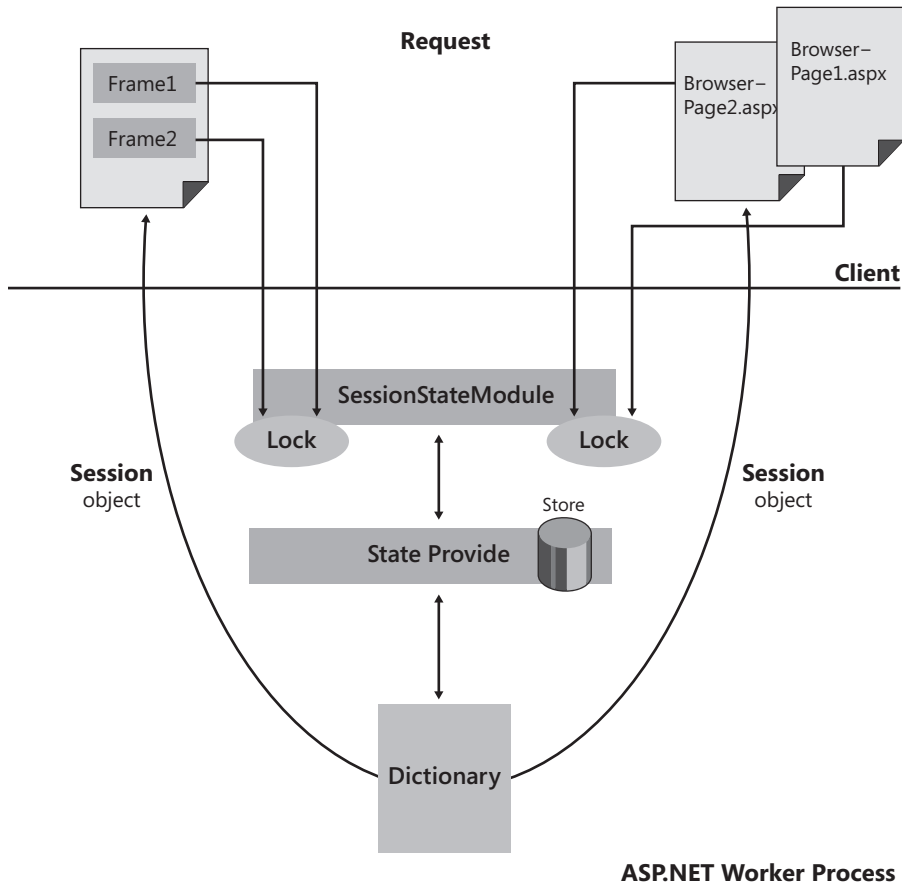 Request
Frame1
Frame2
Browser–
Page2.aspx
Browser–
Page1.aspx
Client
SessionStateModule
Lock
Lock
Session
object
Session
object
Store
State Provide
Dictionary
ASP.NET Worker Process